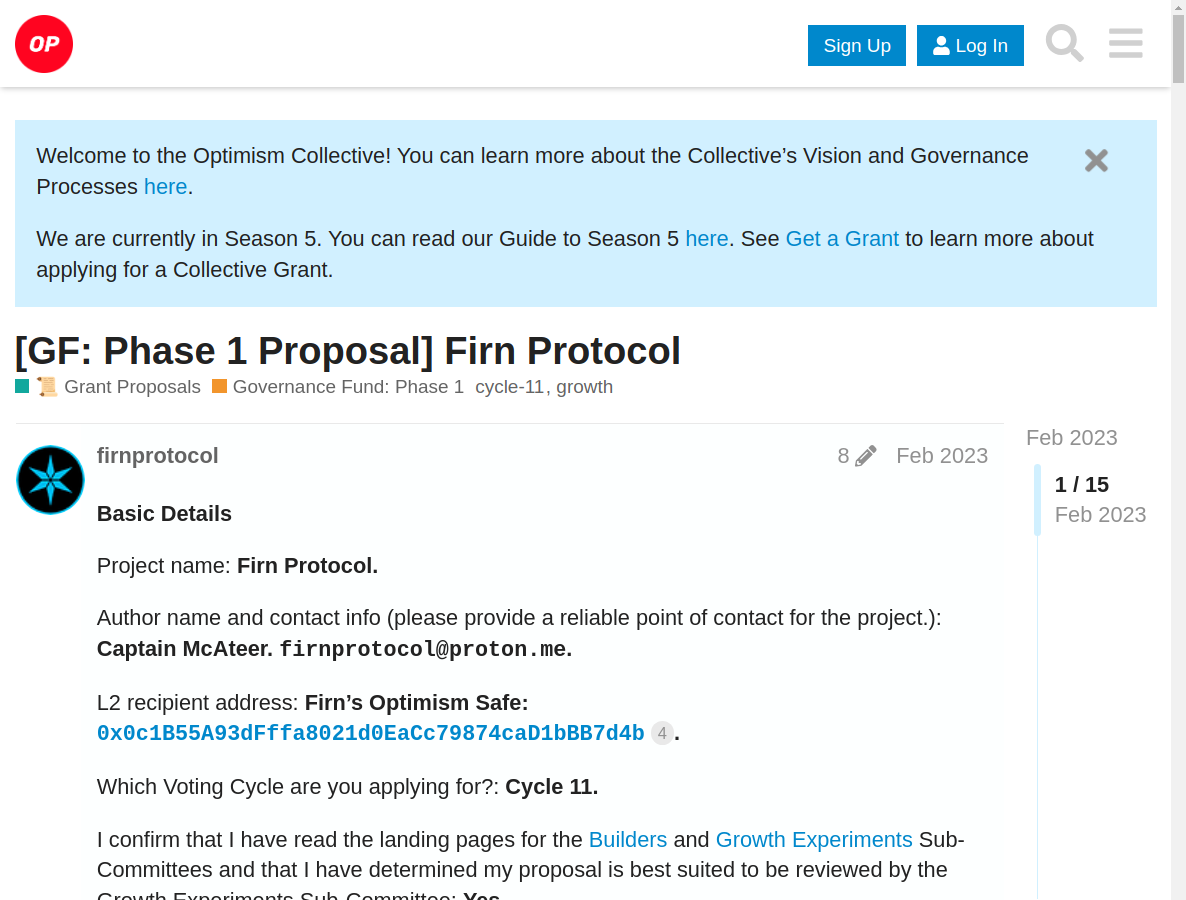 OP
Sign Up
Log In
Welcome to the Optimism Collective! You can learn more about the Collective’s Vision and Governance
Processes here.
We are currently in Season 5. You can read our Guide to Season 5 here. See Get a Grant to learn more about
applying for a Collective Grant.
[GF: Phase 1 Proposal] Firn Protocol
Grant Proposals Governance Fund: Phase 1 cycle-11, growth
firnprotocol 8 Feb 2023
Feb 2023
1 / 15
Feb 2023
Basic Details
Project name: Firn Protocol.
Author name and contact info (please provide a reliable point of contact for the project.):
Captain McAteer. firnprotocol@proton.me.
L2 recipient address: Firn’s Optimism Safe:
0x0c1B55A93dFffa8021d0EaCc79874caD1bBB7d4b 4.
Which Voting Cycle are you applying for?: Cycle 11.
I confirm that I have read the landing pages for the Builders and Growth Experiments Sub-
Committees and that I have determined my proposal is best suited to be reviewed by the
Growth Experiments Sub-Committee: Yes